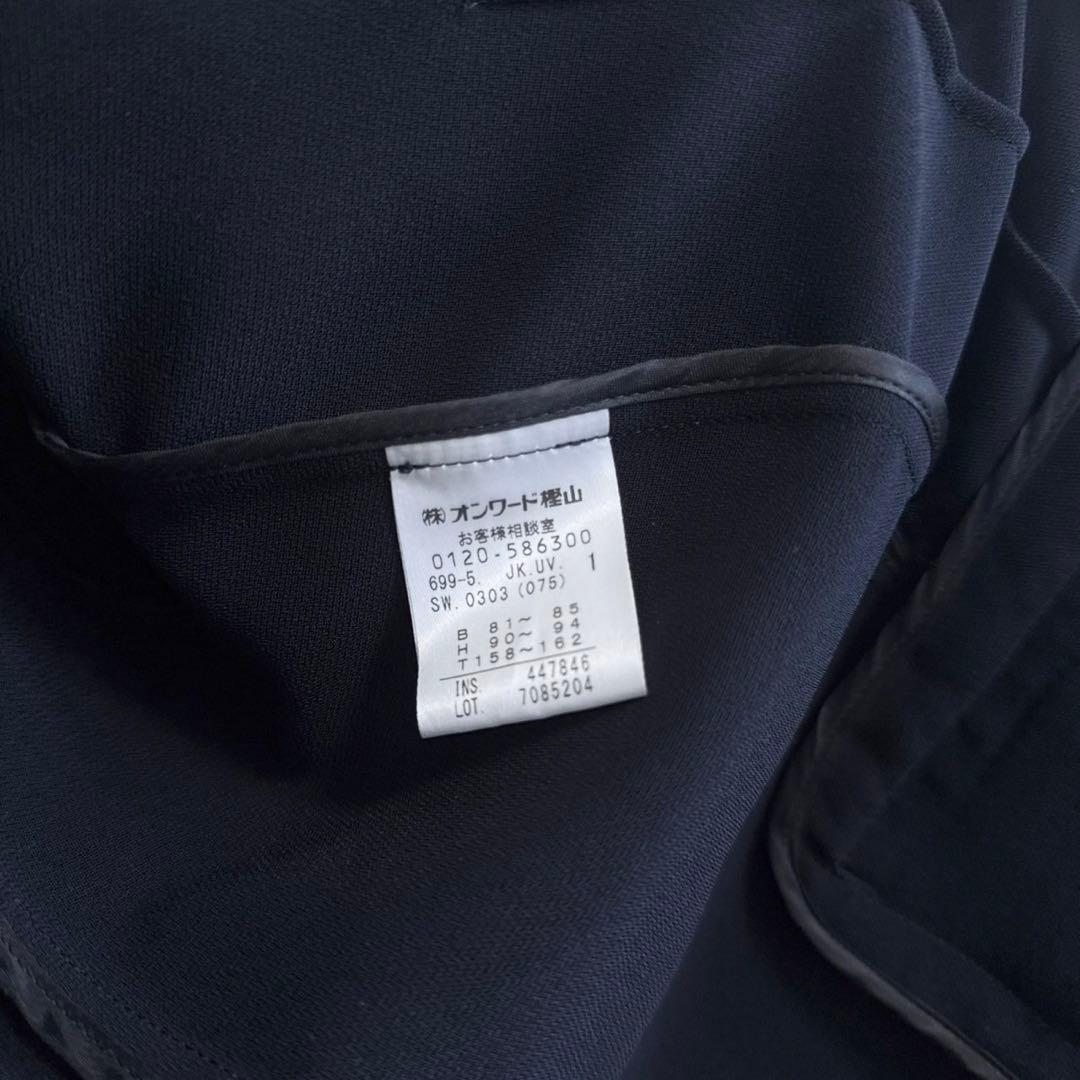 ㈱オンワード樫山
お客様相談室
0120-586300
699-5. JK.UV. 1
SW.0303(075)
B 81～ 85
H 90～ 94
T158～162
INS. 447846
LOT. 7085204